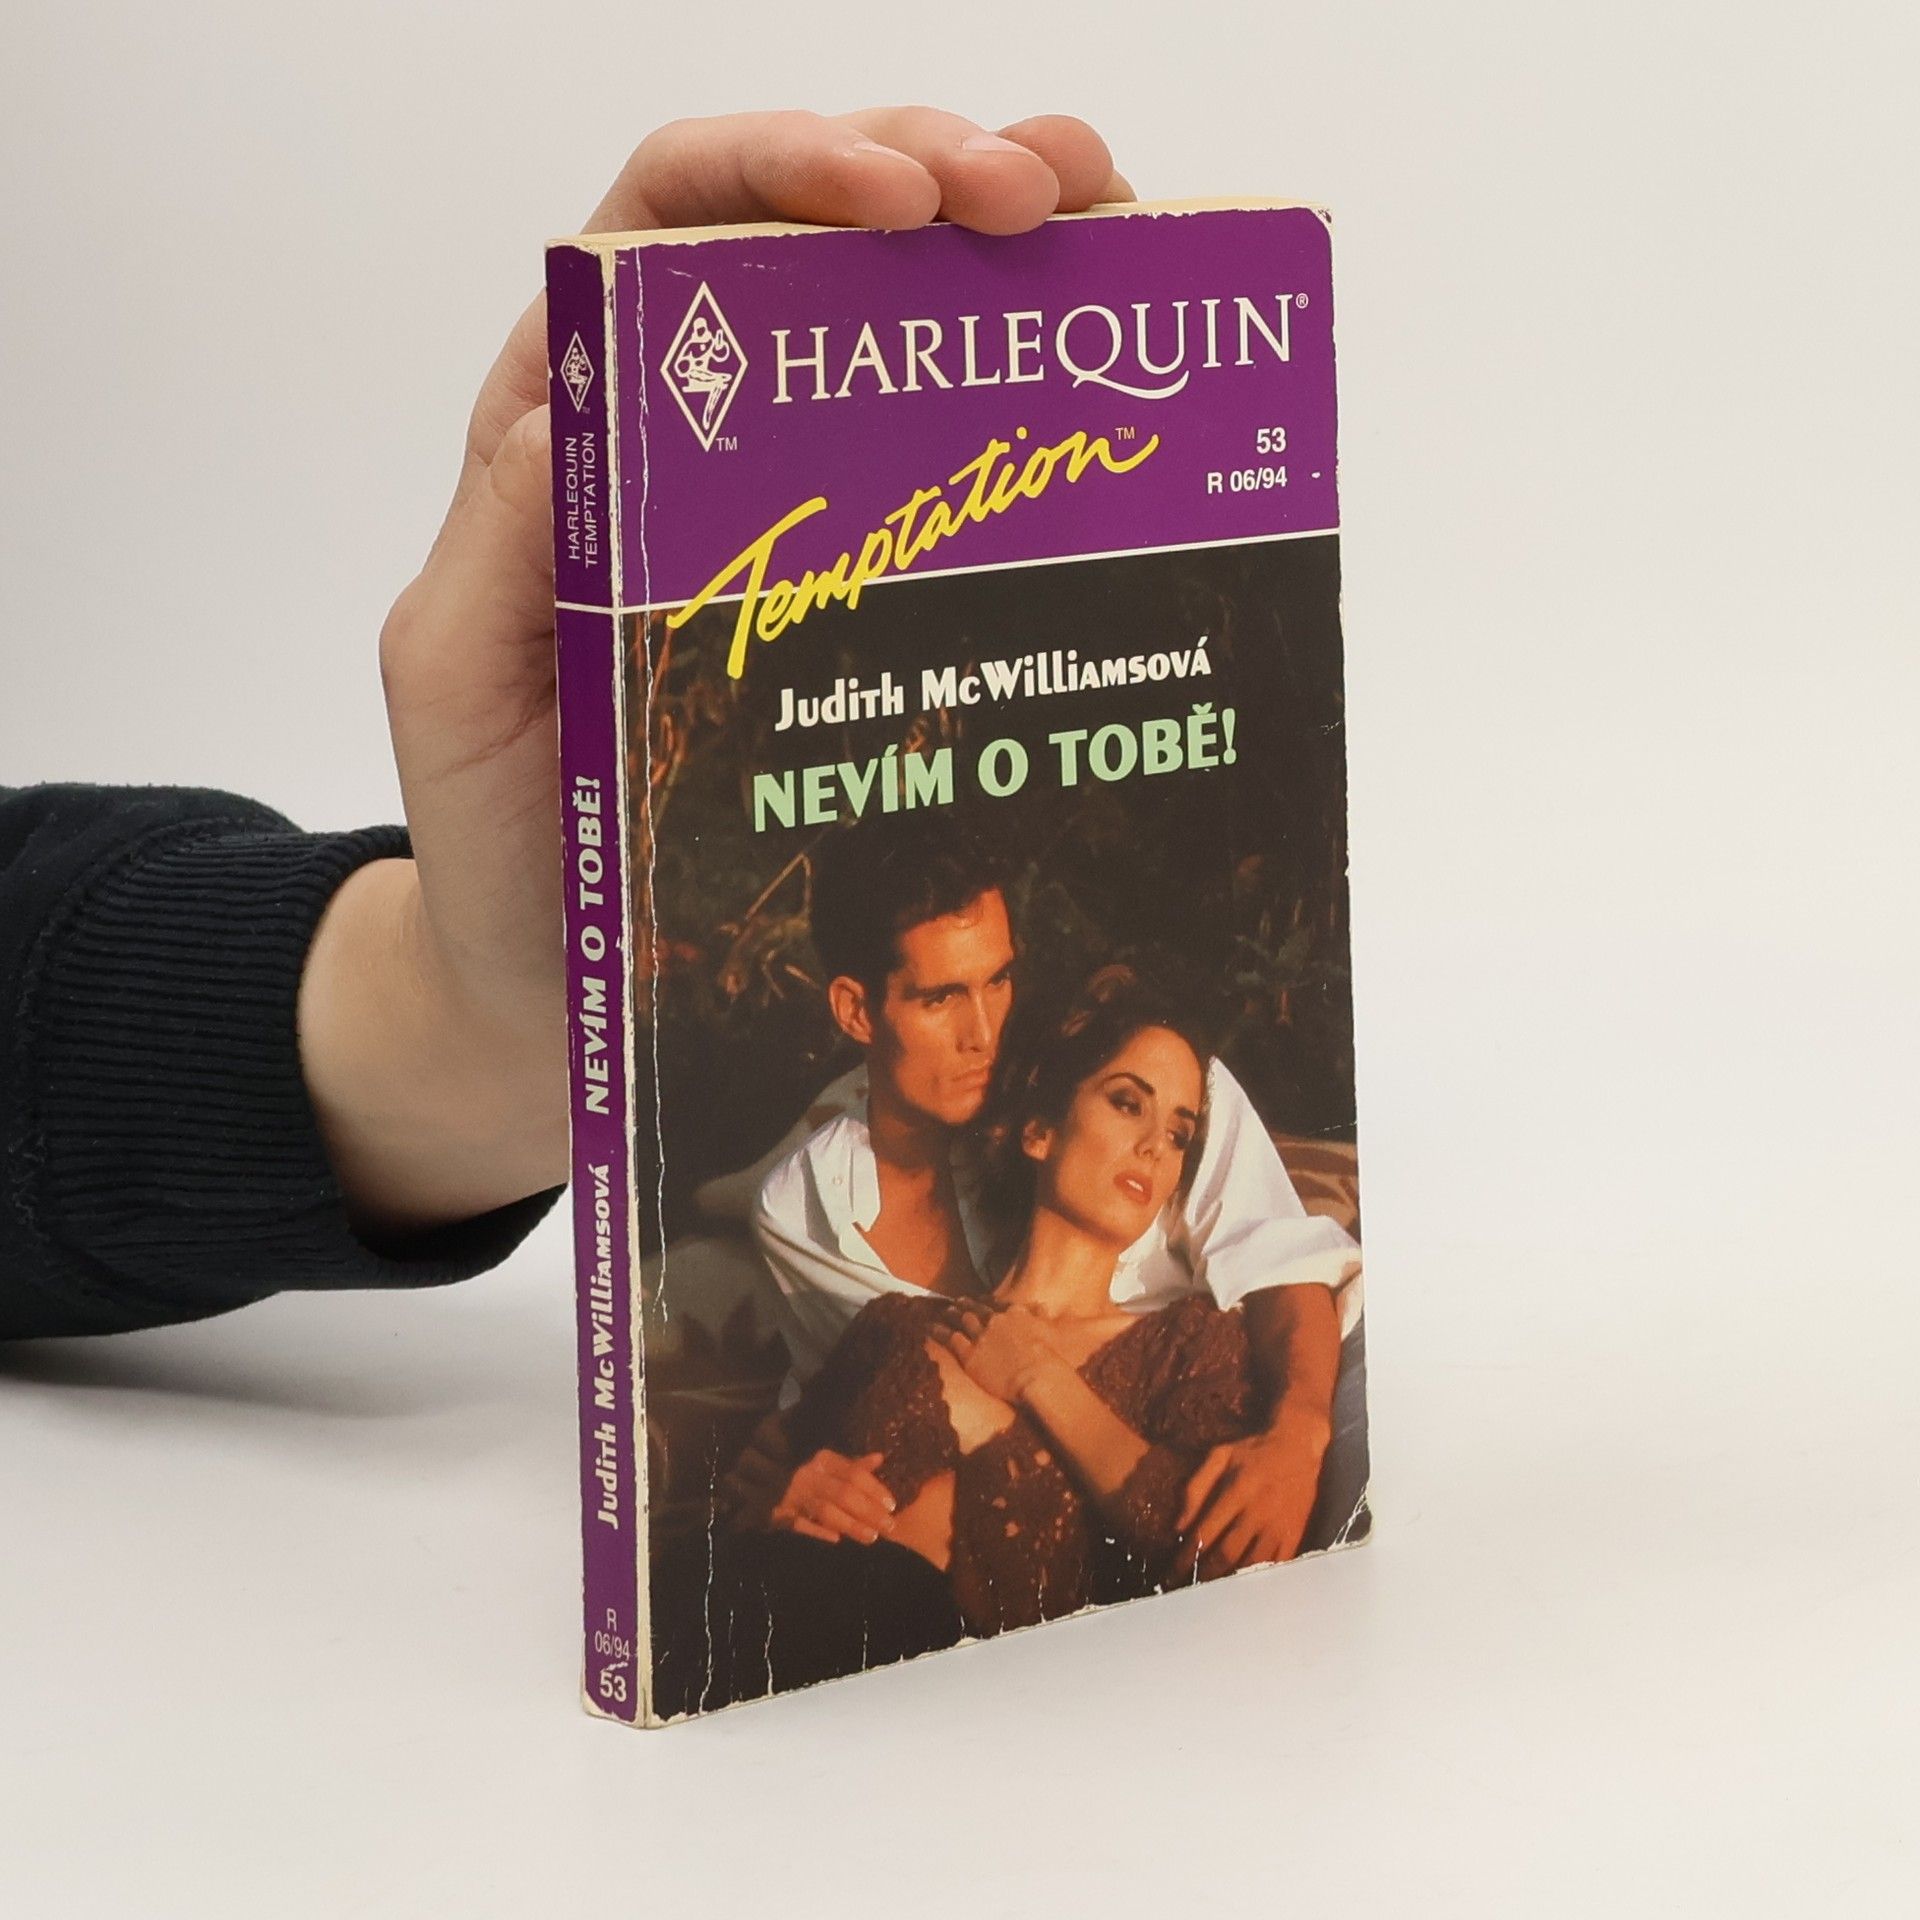 HARLEQUIN®
TM
Temptation™
53
R 06/94
Judith McWilliamsová
NEVÍM O TOBĚ!
TM
HARLEQUIN
TEMPTATION
NEVÍM O TOBĚ!
Judith McWilliamsová
R
06/94
53